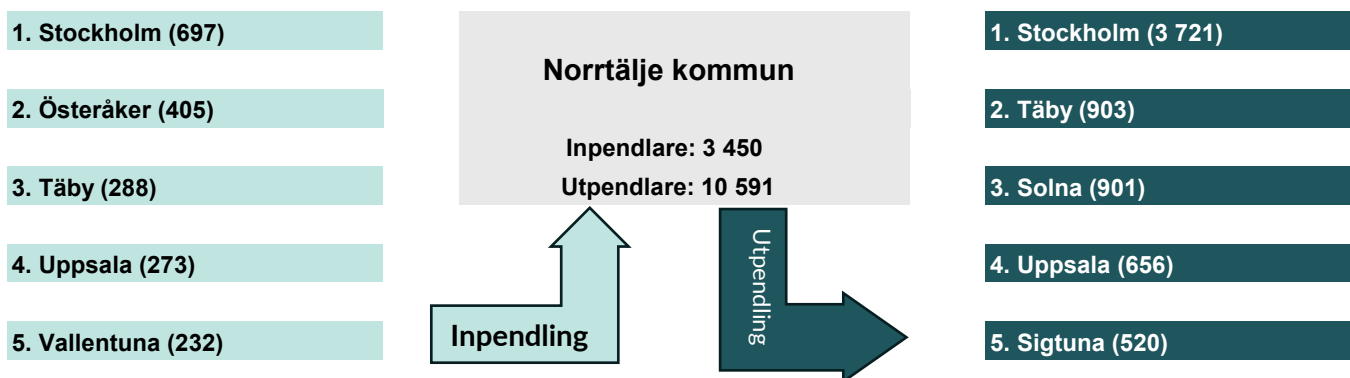 1. Stockholm (697)
2. Österåker (405)
3. Täby (288)
4. Uppsala (273)
5. Vallentuna (232)
Norrtälje kommun
Inpendlare: 3 450
Utpendlare: 10 591
Inpendling
Utpendling
1. Stockholm (3 721)
2. Täby (903)
3. Solna (901)
4. Uppsala (656)
5. Sigtuna (520)